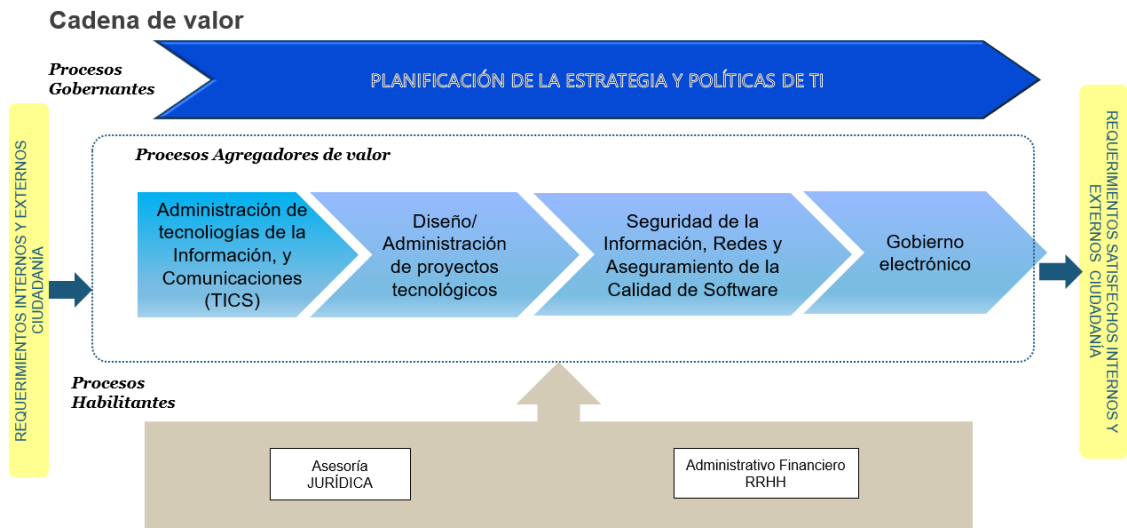 Cadena de valor
Procesos
Gobernantes
PLANIFICACIÓN DE LA ESTRATEGIA Y POLÍTICAS DE TI
REQUERIMIENTOS INTERNOS Y EXTERNOS
CIUDADANÍA
Procesos Agregadores de valor
Administración de
tecnoliogías de la
Información, y
Comunicaciones
(TICS)
Diseño/
Administración
de proyectos
tecnológicos
Seguridad de la
Información, Redes y
Aseguramiento de la
Calidad de Software
Gobierno
electrónico
REQUERIMIENTOS SATISFECHOS INTERNOS Y
EXTERNOS CIUDADANÍA
Procesos
Habilitantes
Asesoría
JURÍDICA
Administrativo Financiero
RRHH